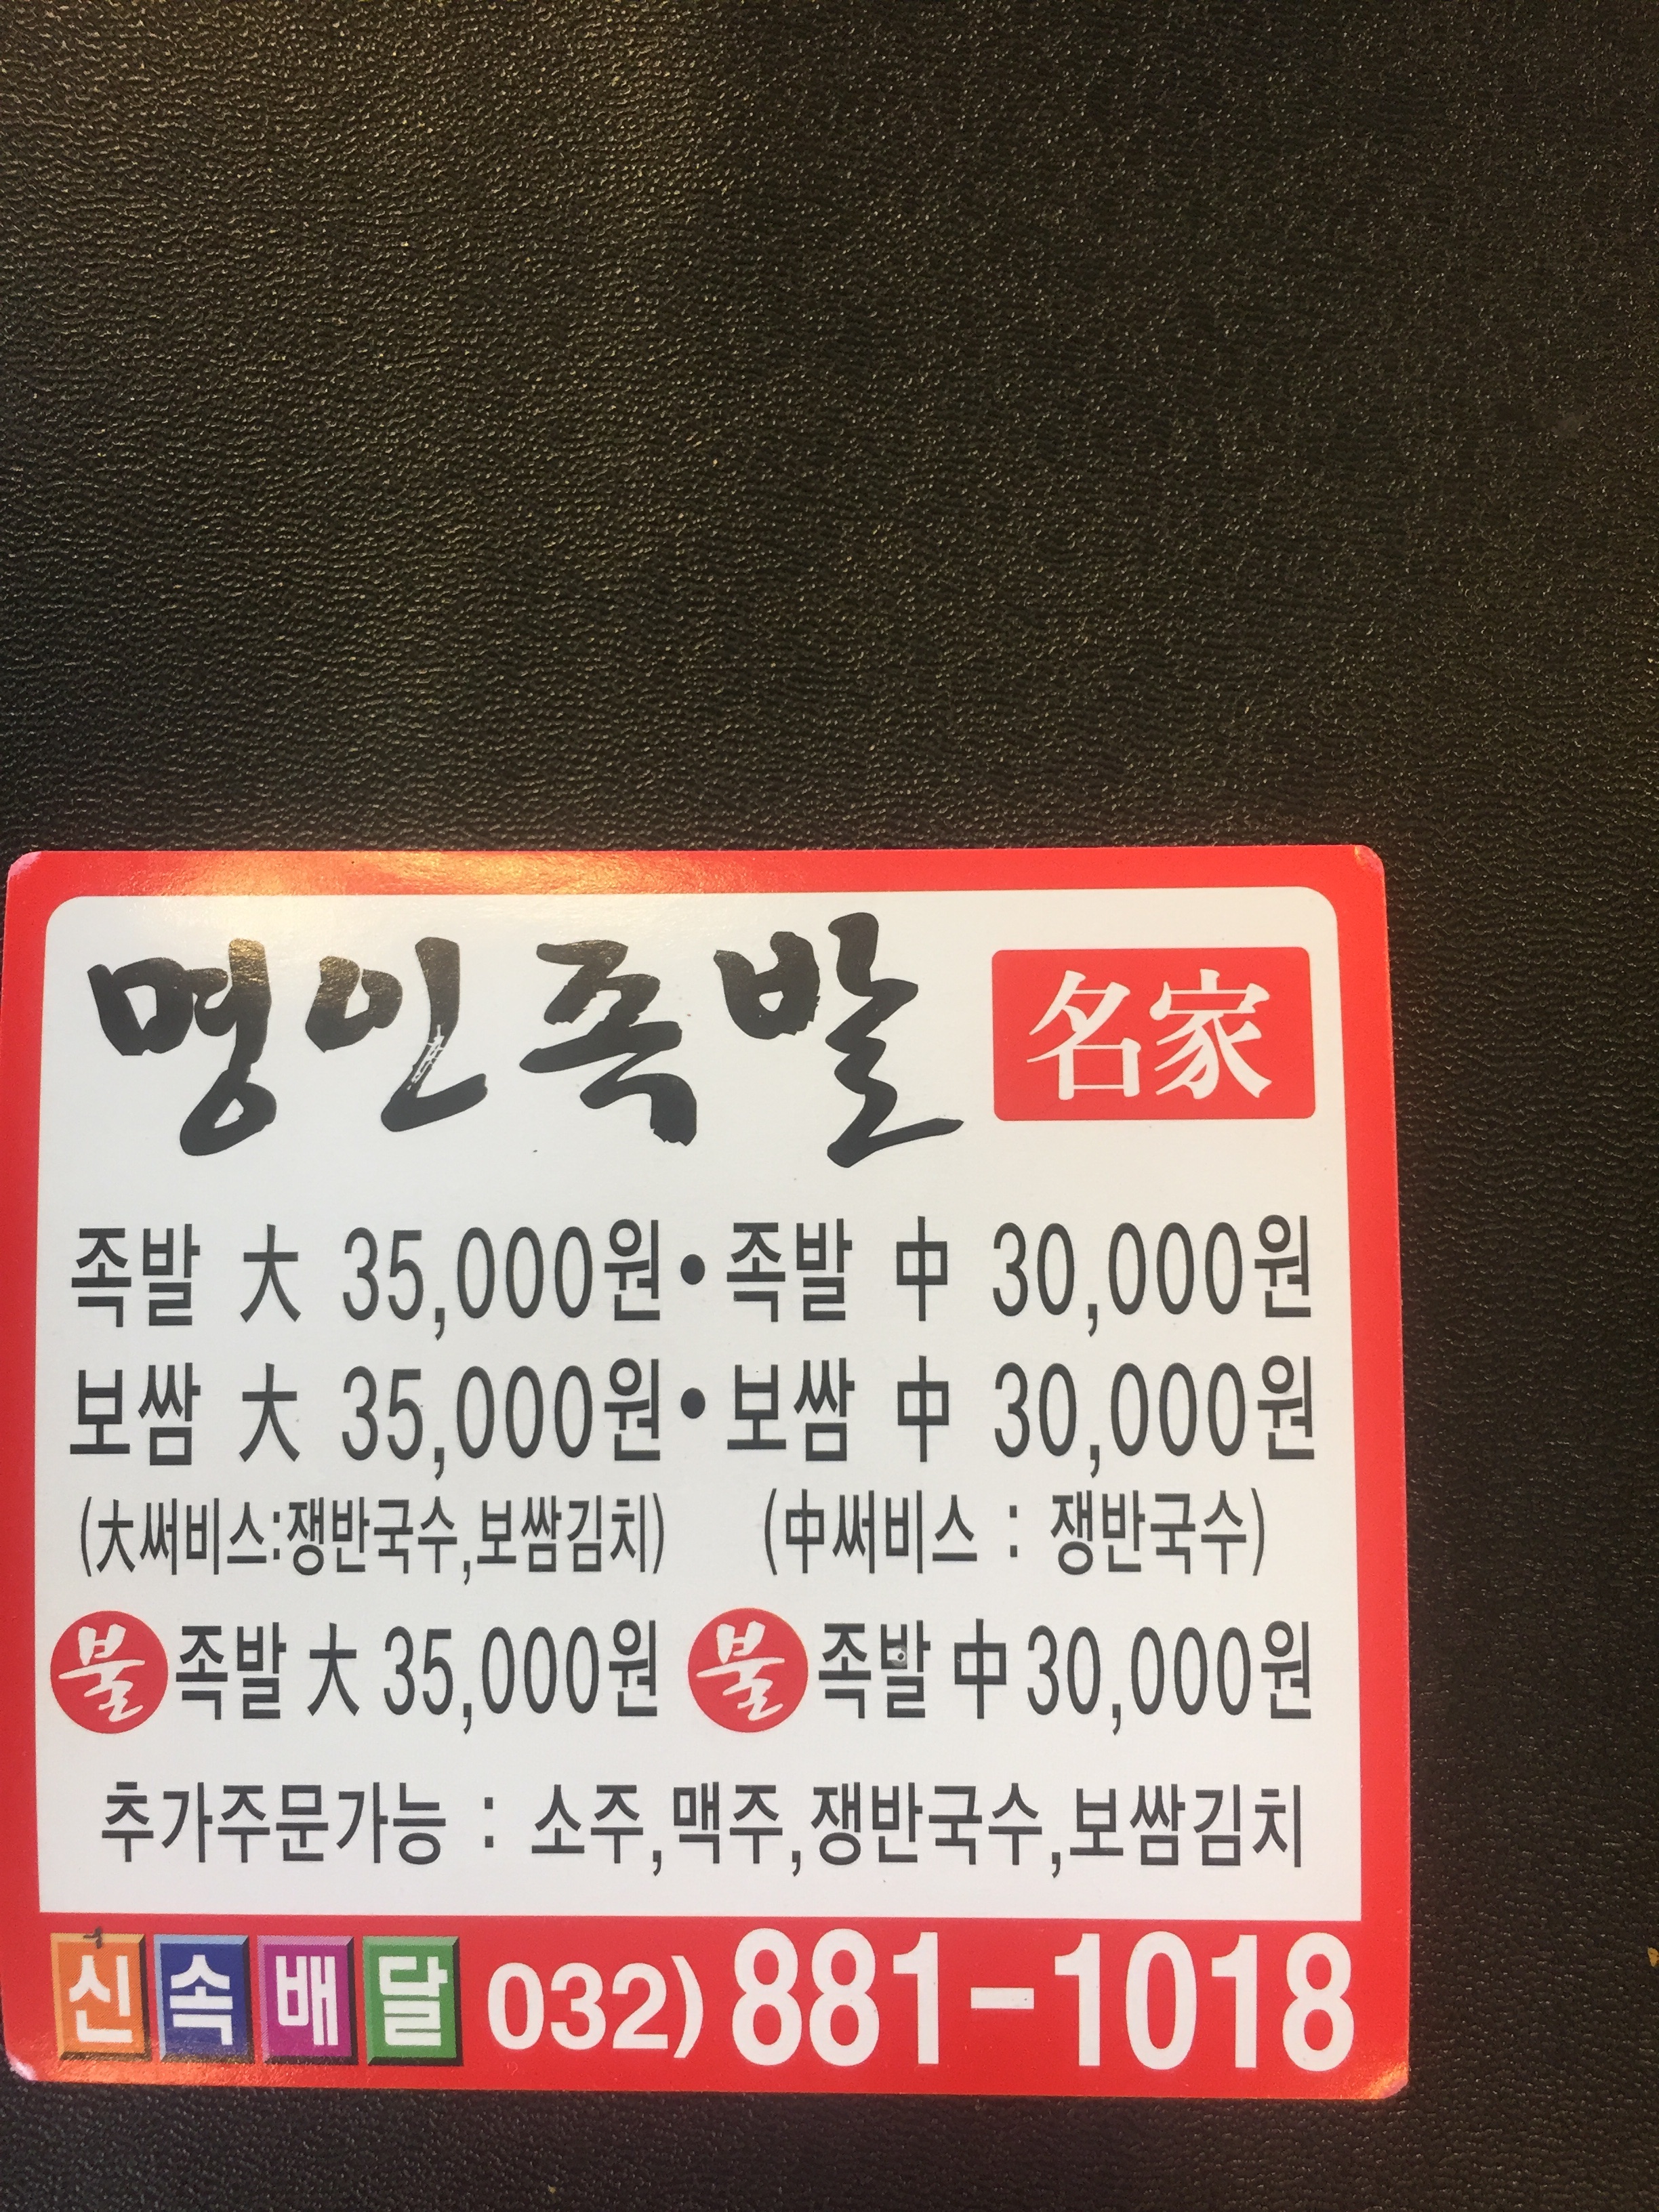 명인족발 名家
족발 大 35,000원 • 족발 中 30,000원
보쌈 大 35,000원 • 보쌈 中 30,000원
(大써비스:쟁반국수,보쌈김치) (中써비스 : 쟁반국수)
불 족발 大 35,000원 불 족발 中 30,000원
추가주문가능 : 소주,맥주,쟁반국수,보쌈김치
신속배달 032) 881-1018